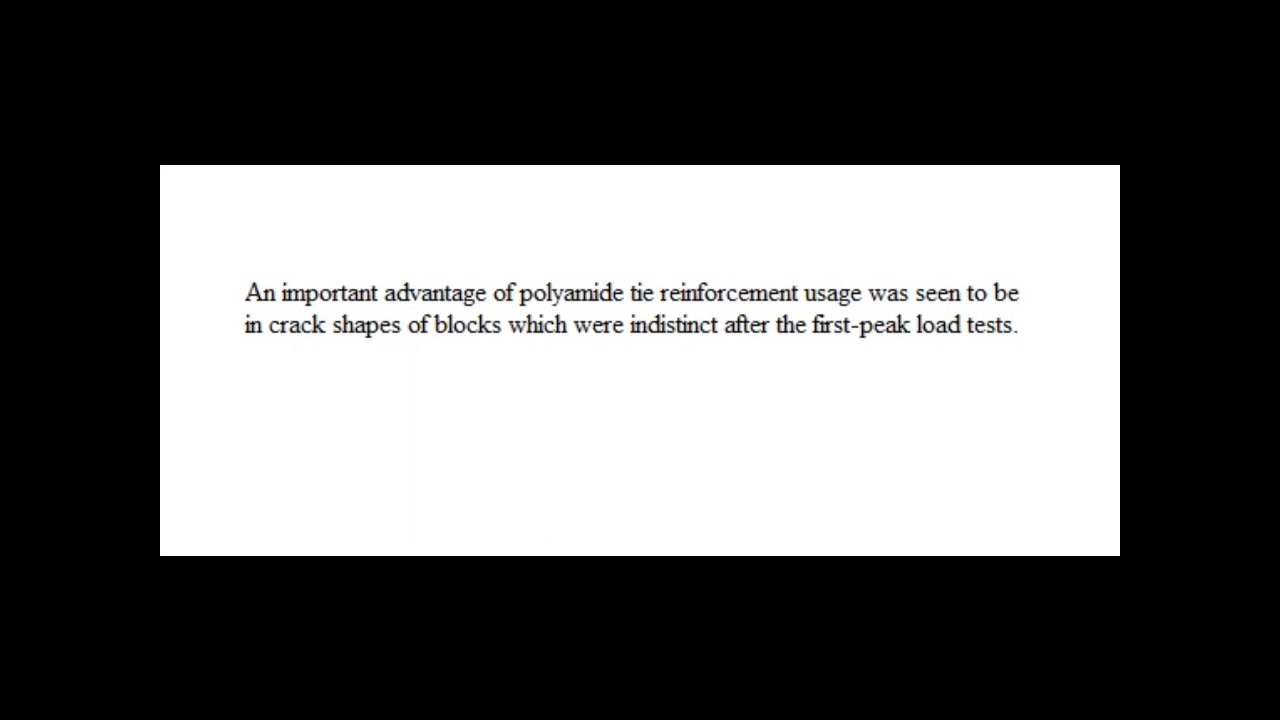 An important advantage of polyamide tie reinforcement usage was seen to be
in crack shapes of blocks which were indistinct after the first-peak load tests.